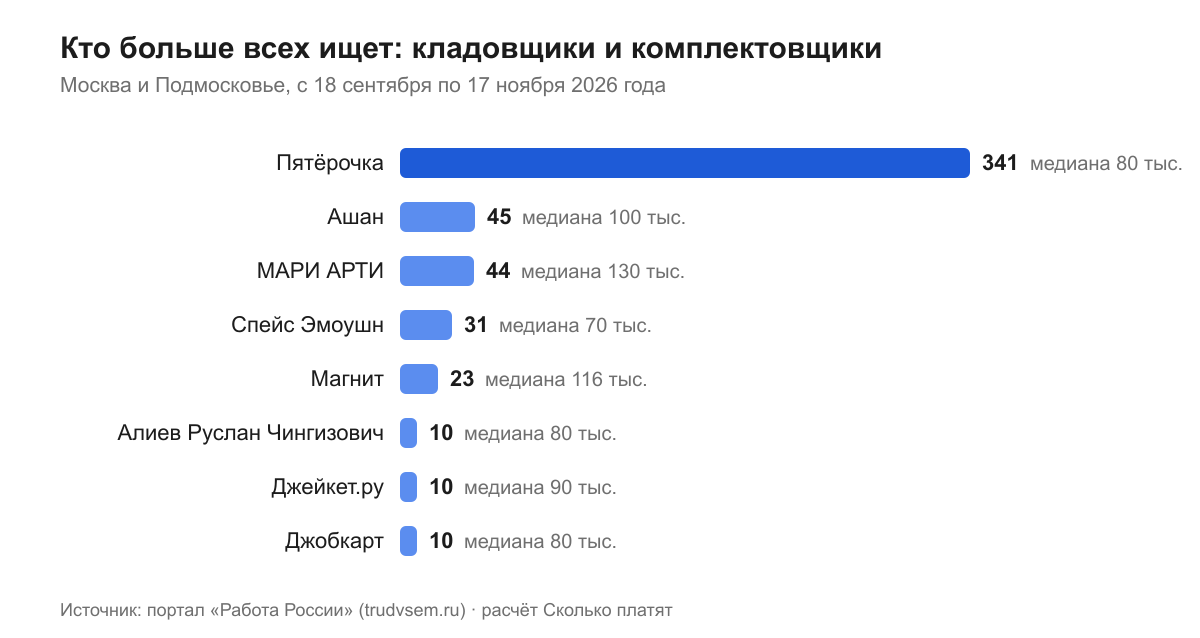 Кто больше всех ищет: кладовщики и комплектовщики
Москва и Подмосковье, с 18 сентября по 17 ноября 2026 года
Пятёрочка 341 медиана 80 тыс.
Ашан 45 медиана 100 тыс.
МАРИ АРТИ 44 медиана 130 тыс.
Спейс Эмоушн 31 медиана 70 тыс.
Магнит 23 медиана 116 тыс.
Алиев Руслан Чингизович 10 медиана 80 тыс.
Джейкет.ру 10 медиана 90 тыс.
Джобкарт 10 медиана 80 тыс.
Источник: портал «Работа России» (trudvsem.ru) · расчёт Сколько платят